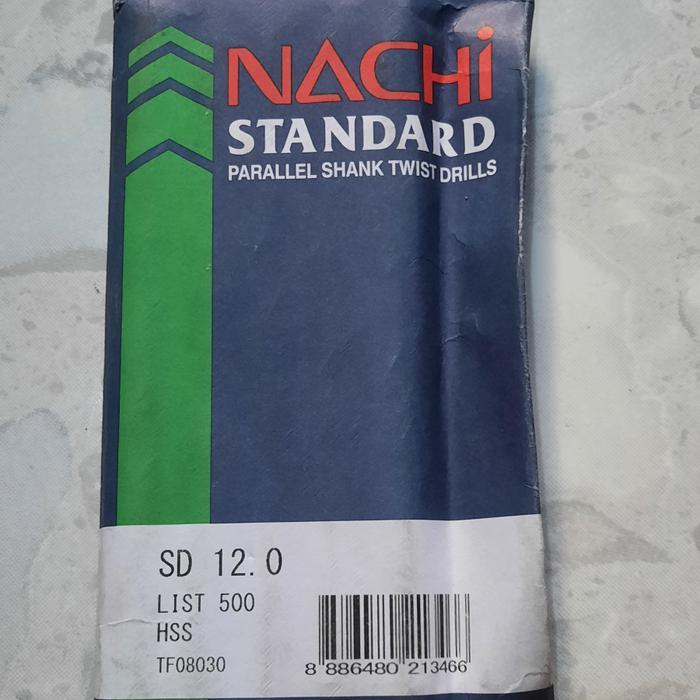 NACHi
STANDARD
PARALLEL SHANK TWIST DRILLS
SD 12.0
LIST 500
HSS
TF08030
8 886480 213466